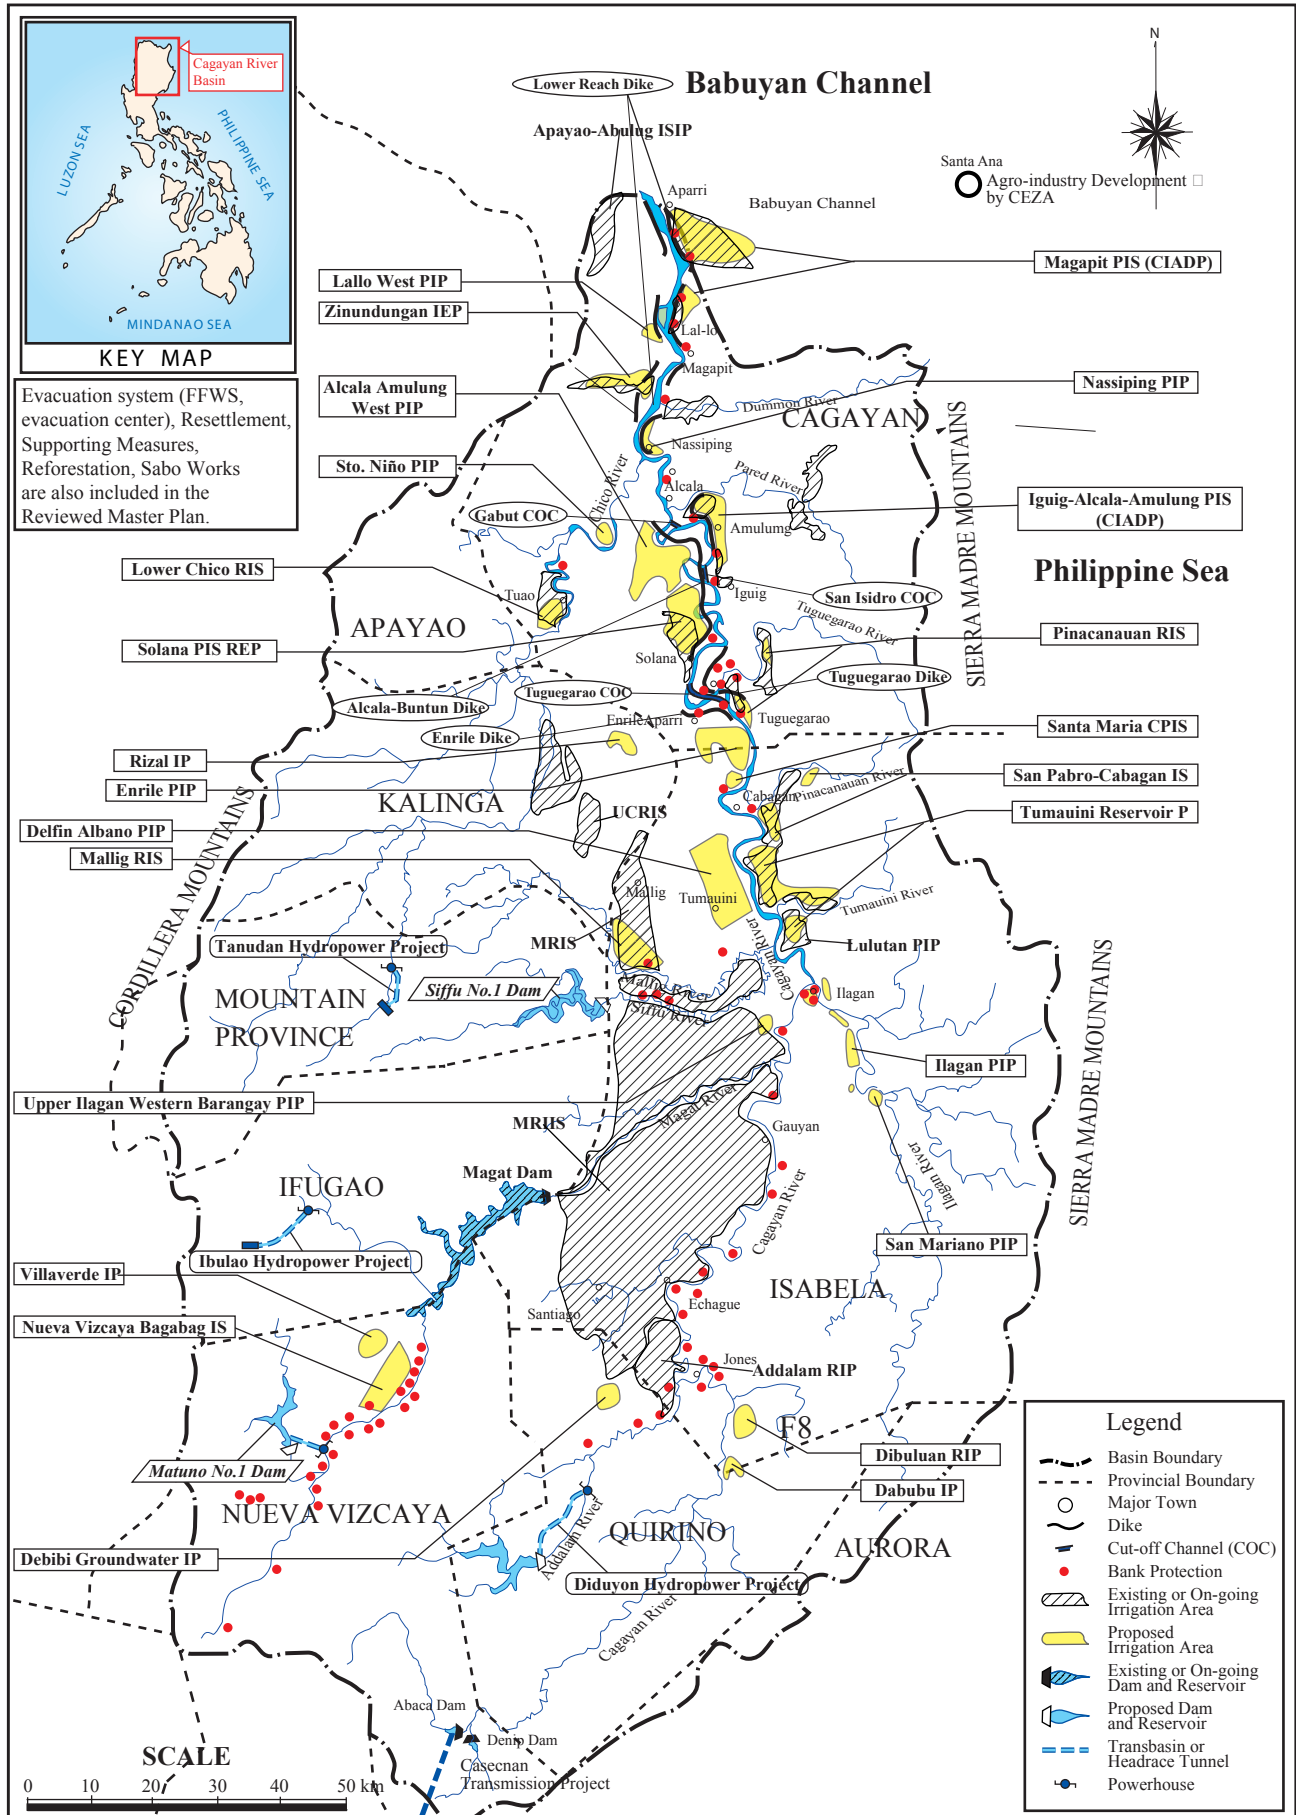 Cagayan River
Basin
LUZON SEA
PHILIPPINE SEA
MINDANAO SEA
KEY MAP
Evacuation system (FFWS,
evacuation center), Resettlement,
Supporting Measures,
Reforestation, Sabo Works
are also included in the
Reviewed Master Plan.
Lower Reach Dike
Babuyan Channel
Apayao-Abulug ISIP
N
Santa Ana
Agro-industry Development
by CEZA
Aparri
Babuyan Channel
Magapit PIS (CIADP)
Lallo West PIP
Zinundungan IEP
Lal-lo
Magapit
Alcala Amulung
West PIP
Nassiping PIP
Dummon River
CAGAYAN
SIERRA MADRE MOUNTAINS
Nassiping
Sto. Niño PIP
Chico River
Alcala
Pared River
Iguig-Alcala-Amulung PIS
(CIADP)
Gabut COC
Amulumg
Philippine Sea
Lower Chico RIS
Tuao
Iguig
San Isidro COC
APAYAO
Tuguegarao River
Pinacanauan RIS
Solana PIS REP
Solana
Tuguegarao COC
Tuguegarao Dike
Alcala-Buntun Dike
EnrileAparri
Tuguegarao
Santa Maria CPIS
Enrile Dike
Rizal IP
San Pabro-Cabagan IS
Enrile PIP
Pinacanauan River
KALINGA
Cabagan
UCRIS
Tumauini Reservoir P
Delfin Albano PIP
Mallig RIS
CORDILLERA MOUNTAINS
Mallig
Tumauini
Tumauini River
Tanudan Hydropower Project
MRIS
Cagayan River
Lulutan PIP
Siffu No.1 Dam
Mallig River
Siffu River
Ilagan
MOUNTAIN
PROVINCE
SIERRA MADRE MOUNTAINS
Ilagan PIP
Upper Ilagan Western Barangay PIP
Magat River
MRIIS
Gauyan
Magat Dam
Ilagan River
IFUGAO
Cagayan River
San Mariano PIP
Ibulao Hydropower Project
Villaverde IP
ISABELA
Santiago
Echague
Nueva Vizcaya Bagabag IS
Jones
Addalam RIP
F8
Dibuluan RIP
Matuno No.1 Dam
Dabubu IP
NUEVA VIZCAYA
QUIRINO
AURORA
Addalam River
Debibi Groundwater IP
Diduyon Hydropower Project
Cagayan River
Abaca Dam
Denip Dam
Casecnan
Transmission Project
SCALE
0 10 20 30 40 50 km
Legend
Basin Boundary
Provincial Boundary
Major Town
Dike
Cut-off Channel (COC)
Bank Protection
Existing or On-going
Irrigation Area
Proposed
Irrigation Area
Existing or On-going
Dam and Reservoir
Proposed Dam
and Reservoir
Transbasin or
Headrace Tunnel
Powerhouse